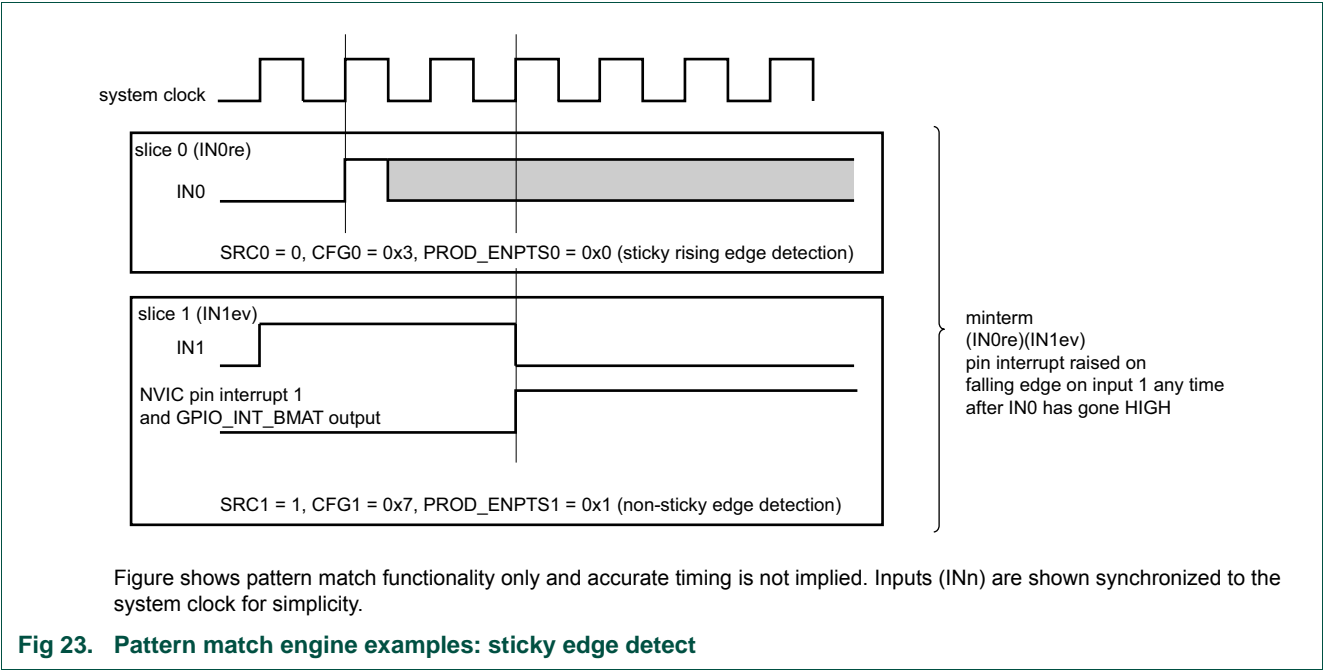 system clock
slice 0 (IN0re)
IN0
SRC0 = 0, CFG0 = 0x3, PROD_ENPTS0 = 0x0 (sticky rising edge detection)
slice 1 (IN1ev)
IN1
NVIC pin interrupt 1
and GPIO_INT_BMAT output
SRC1 = 1, CFG1 = 0x7, PROD_ENPTS1 = 0x1 (non-sticky edge detection)
minterm
(IN0re)(IN1ev)
pin interrupt raised on
falling edge on input 1 any time
after IN0 has gone HIGH
Figure shows pattern match functionality only and accurate timing is not implied. Inputs (INn) are shown synchronized to the
system clock for simplicity.
Fig 23. Pattern match engine examples: sticky edge detect